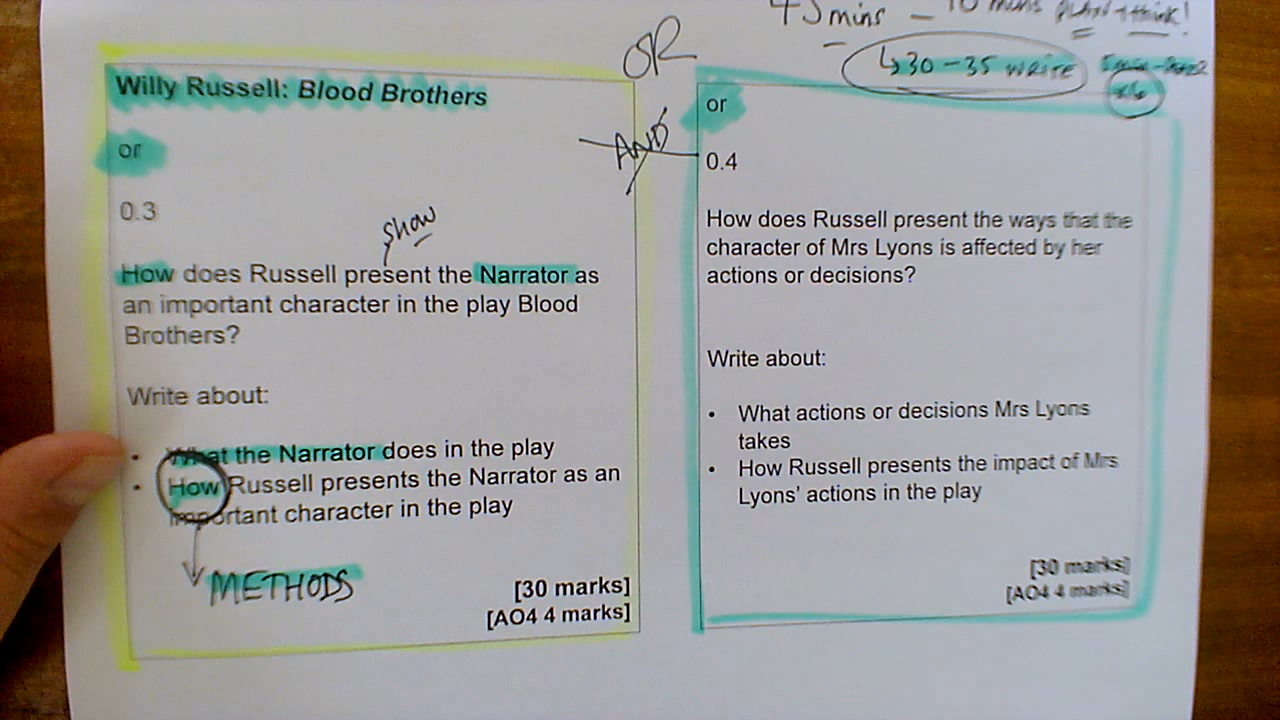 45 mins – 10 mins plan + think!
↳ 30 – 35 write
OR
AND
Willy Russell: Blood Brothers
or
0.3
show
How does Russell present the Narrator as
an important character in the play Blood
Brothers?
Write about:
• What the Narrator does in the play
• How Russell presents the Narrator as an
important character in the play
METHODS
[30 marks]
[AO4 4 marks]
or
0.4
How does Russell present the ways that the
character of Mrs Lyons is affected by her
actions or decisions?
Write about:
• What actions or decisions Mrs Lyons
takes
• How Russell presents the impact of Mrs
Lyons' actions in the play
[30 marks]
[AO4 4 marks]